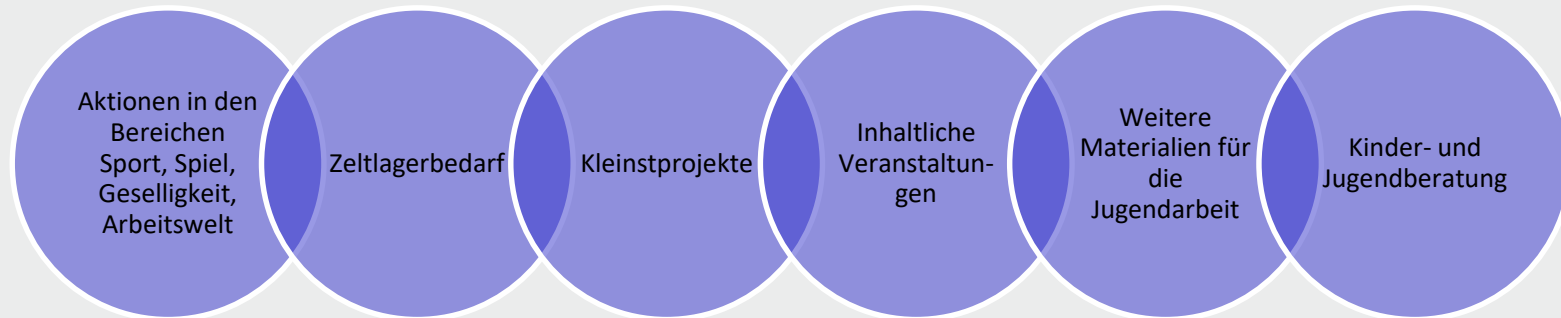 Aktionen in den
Bereichen
Sport, Spiel,
Geselligkeit,
Arbeitswelt
Zeltlagerbedarf
Kleinstprojekte
Inhaltliche
Veranstaltun-
gen
Weitere
Materialien für
die
Jugendarbeit
Kinder- und
Jugendberatung